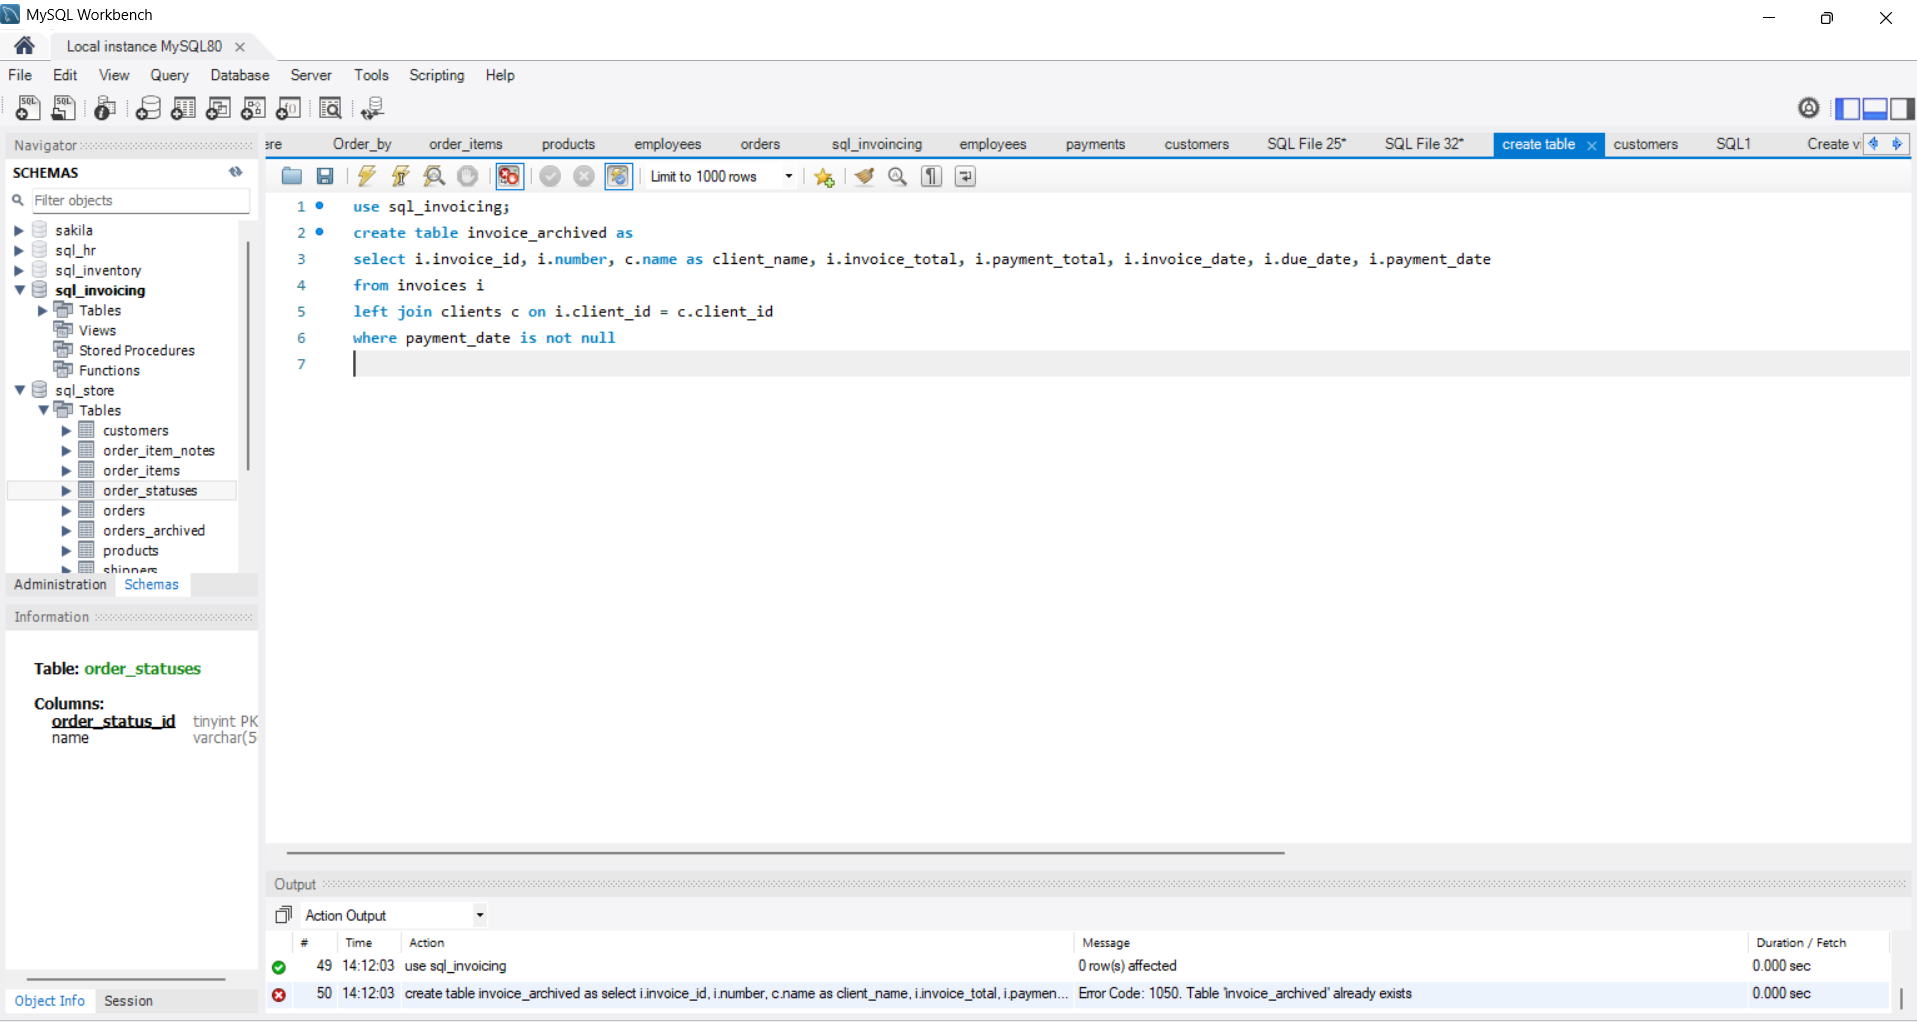 MySQL Workbench
Local instance MySQL80
File Edit View Query Database Server Tools Scripting Help
Navigator
SCHEMAS
Filter objects
sakila
sql_hr
sql_inventory
sql_invoicing
Tables
Views
Stored Procedures
Functions
sql_store
Tables
customers
order_item_notes
order_items
order_statuses
orders
orders_archived
products
shippers
Administration Schemas
Information
Table: order_statuses
Columns:
order_status_id tinyint PK
name varchar(5
Object Info Session
ere Order_by order_items products employees orders sql_invoincing employees payments customers SQL File 25* SQL File 32* create table customers SQL1 Create vi
Limit to 1000 rows
1 use sql_invoicing;
2 create table invoice_archived as
3 select i.invoice_id, i.number, c.name as client_name, i.invoice_total, i.payment_total, i.invoice_date, i.due_date, i.payment_date
4 from invoices i
5 left join clients c on i.client_id = c.client_id
6 where payment_date is not null
7
Output
Action Output
# Time Action Message Duration / Fetch
49 14:12:03 use sql_invoicing 0 row(s) affected 0.000 sec
50 14:12:03 create table invoice_archived as select i.invoice_id, i.number, c.name as client_name, i.invoice_total, i.paymen... Error Code: 1050. Table 'invoice_archived' already exists 0.000 sec